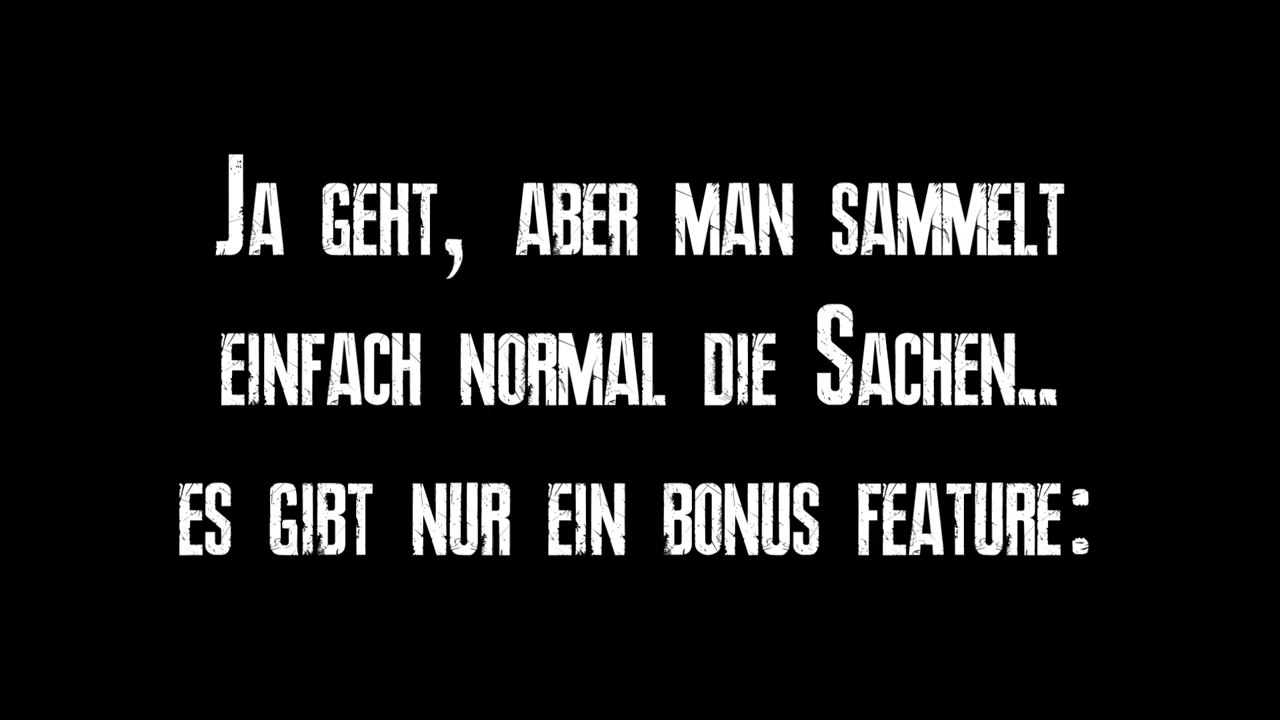 Ja geht, aber man sammelt
einfach normal die Sachen..
es gibt nur ein bonus feature: